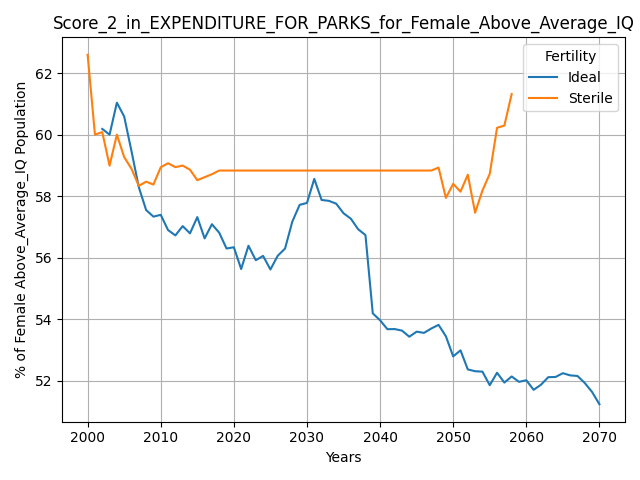 Score_2_in_EXPENDITURE_FOR_PARKS_for_Female_Above_Average_IQ
Fertility
Ideal
Sterile
% of Female Above_Average_IQ Population
62
60
58
56
54
52
2000 2010 2020 2030 2040 2050 2060 2070
Years